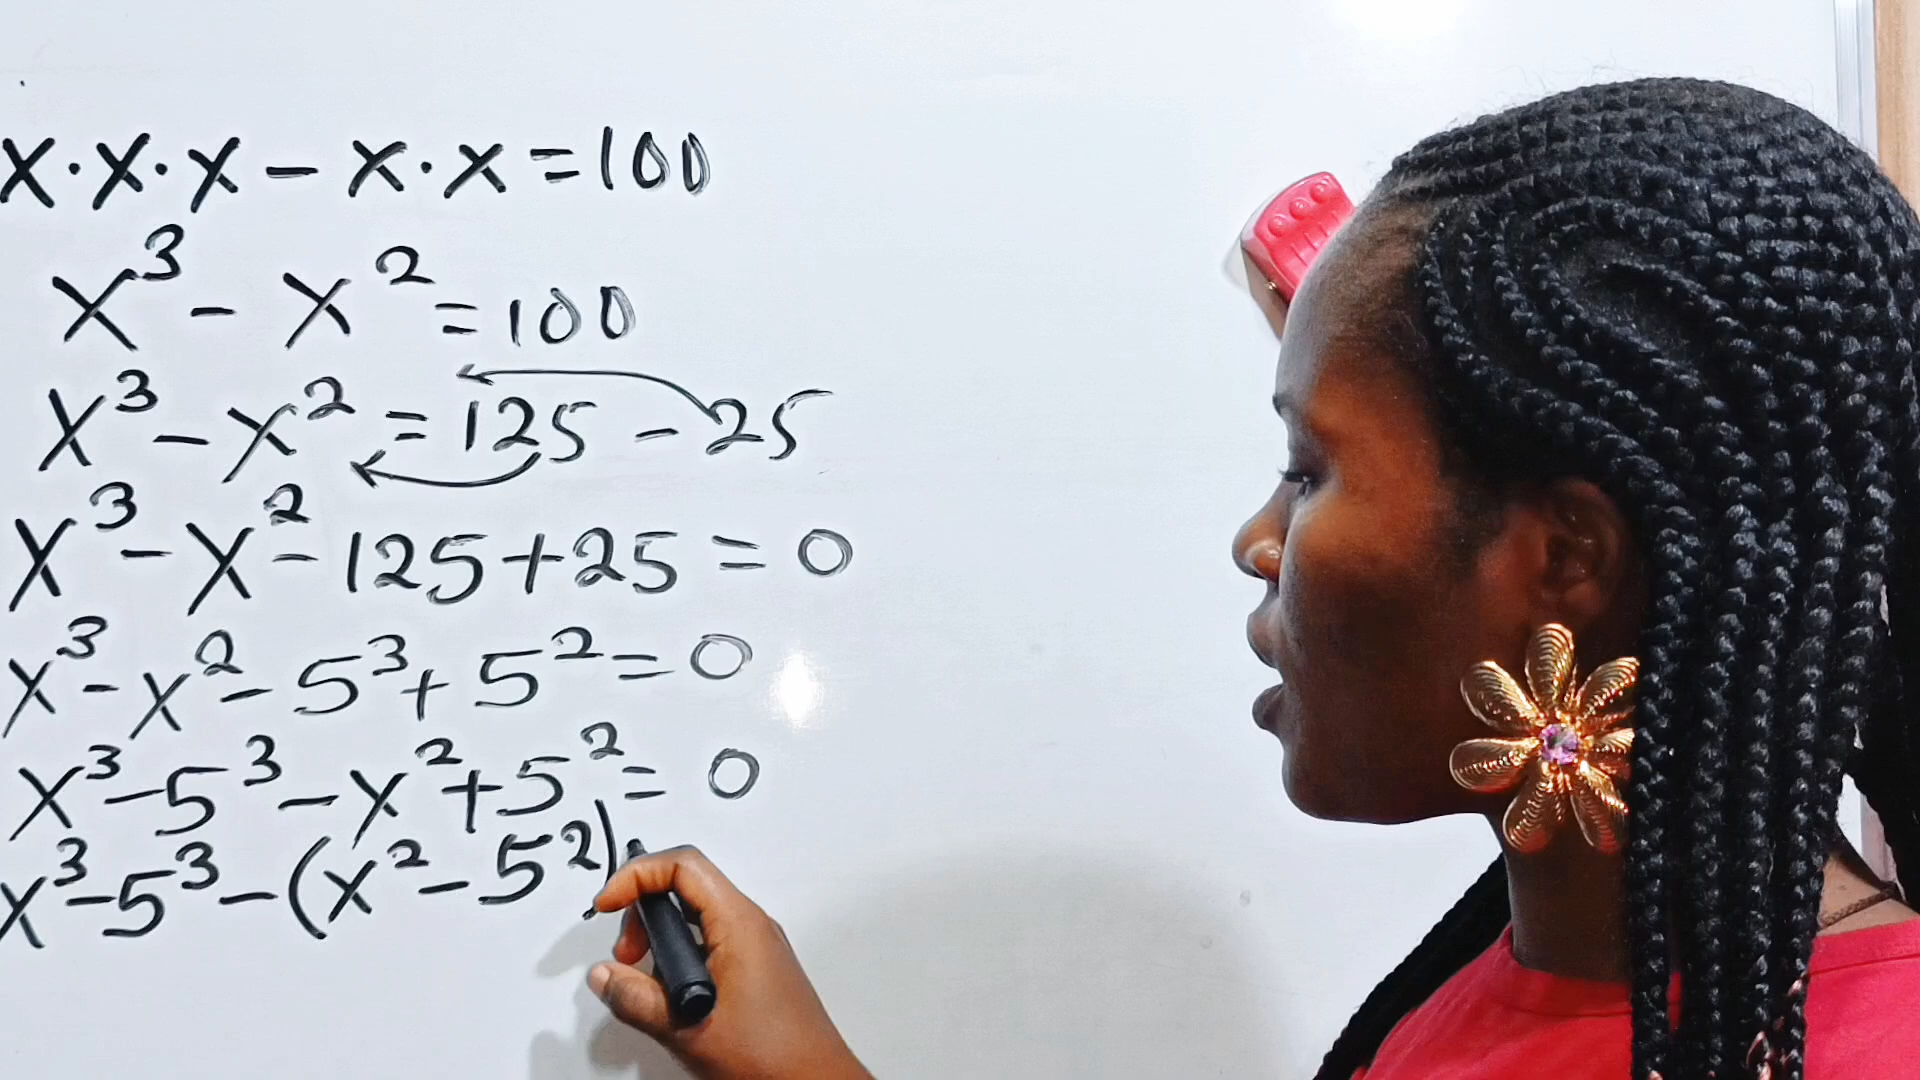 x·x·x - x·x = 100
x³ - x² = 100
x³ - x² = 125 - 25
x³ - x² - 125 + 25 = 0
x³ - x² - 5³ + 5² = 0
x³ - 5³ - x² + 5² = 0
x³ - 5³ - (x² - 5²)